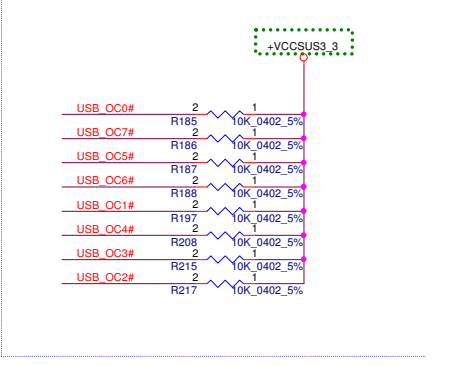 +VCCSUS3_3
USB_OC0# 2 1
R185 10K_0402_5%
USB_OC7# 2 1
R186 10K_0402_5%
USB_OC5# 2 1
R187 10K_0402_5%
USB_OC6# 2 1
R188 10K_0402_5%
USB_OC1# 2 1
R197 10K_0402_5%
USB_OC4# 2 1
R208 10K_0402_5%
USB_OC3# 2 1
R215 10K_0402_5%
USB_OC2# 2 1
R217 10K_0402_5%